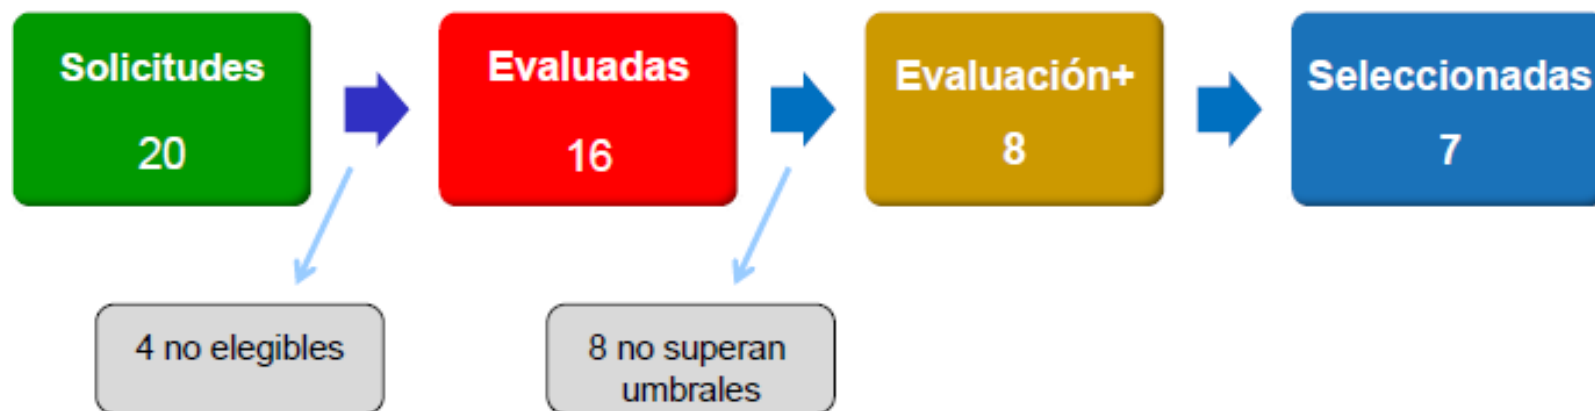 Solicitudes
20
Evaluadas
16
Evaluación+
8
Seleccionadas
7
4 no elegibles
8 no superan
umbrales